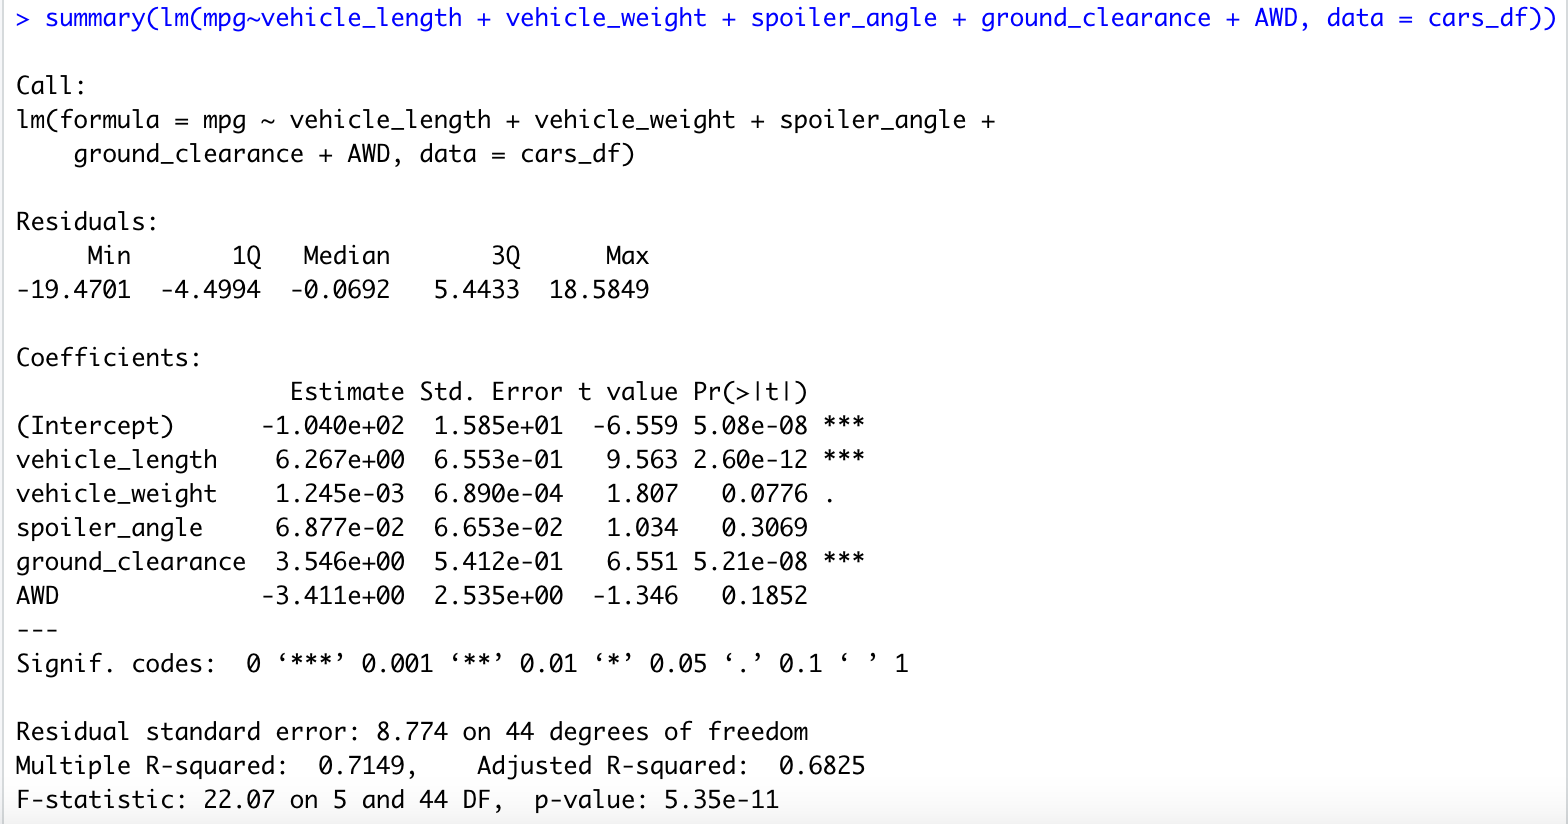 > summary(lm(mpg~vehicle_length + vehicle_weight + spoiler_angle + ground_clearance + AWD, data = cars_df))
Call:
lm(formula = mpg ~ vehicle_length + vehicle_weight + spoiler_angle +
    ground_clearance + AWD, data = cars_df)
Residuals:
     Min       1Q   Median       3Q      Max
-19.4701  -4.4994  -0.0692   5.4433  18.5849
Coefficients:
                   Estimate Std. Error t value Pr(>|t|)
(Intercept)      -1.040e+02  1.585e+01  -6.559 5.08e-08 ***
vehicle_length    6.267e+00  6.553e-01   9.563 2.60e-12 ***
vehicle_weight    1.245e-03  6.890e-04   1.807   0.0776 .
spoiler_angle     6.877e-02  6.653e-02   1.034   0.3069
ground_clearance  3.546e+00  5.412e-01   6.551 5.21e-08 ***
AWD              -3.411e+00  2.535e+00  -1.346   0.1852
---
Signif. codes:  0 ‘***’ 0.001 ‘**’ 0.01 ‘*’ 0.05 ‘.’ 0.1 ‘ ’ 1
Residual standard error: 8.774 on 44 degrees of freedom
Multiple R-squared:  0.7149,    Adjusted R-squared:  0.6825
F-statistic: 22.07 on 5 and 44 DF,  p-value: 5.35e-11